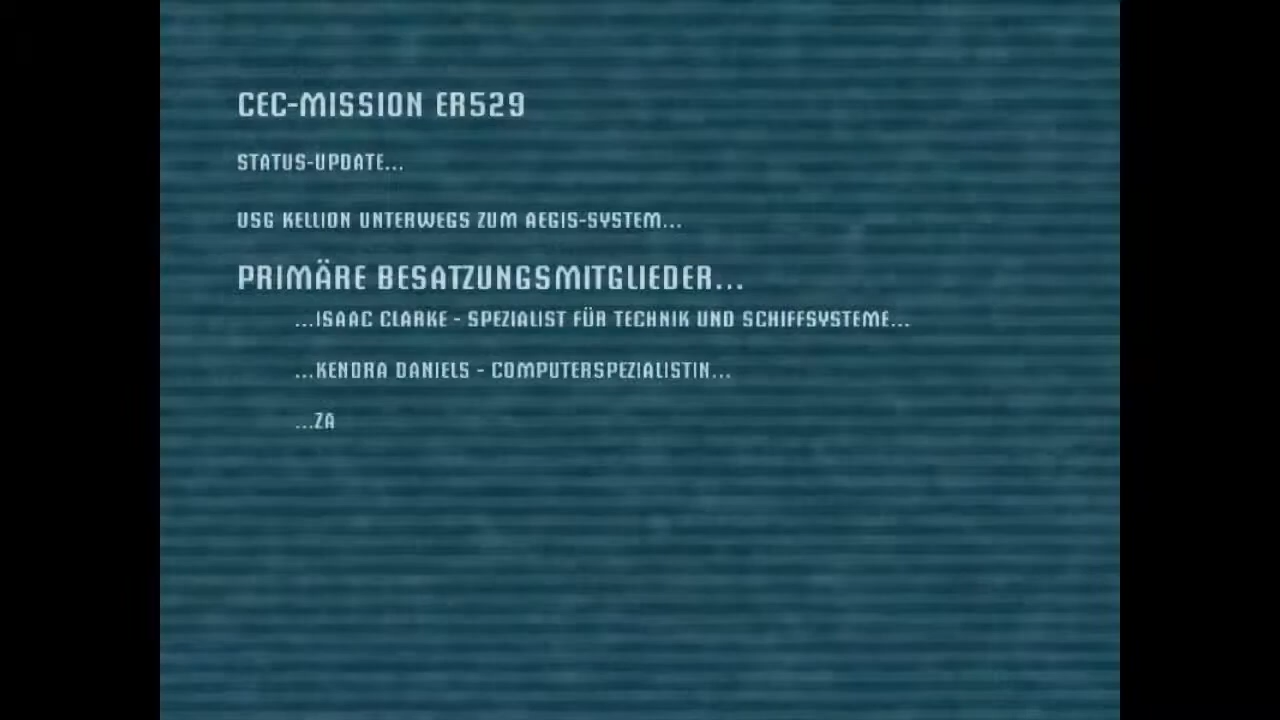 CEC-MISSION ER529
STATUS-UPDATE...
USG KELLION UNTERWEGS ZUM AEGIS-SYSTEM...
PRIMÄRE BESATZUNGSMITGLIEDER...
...ISAAC CLARKE - SPEZIALIST FÜR TECHNIK UND SCHIFFSYSTEME...
...KENDRA DANIELS - COMPUTERSPEZIALISTIN...
...ZA